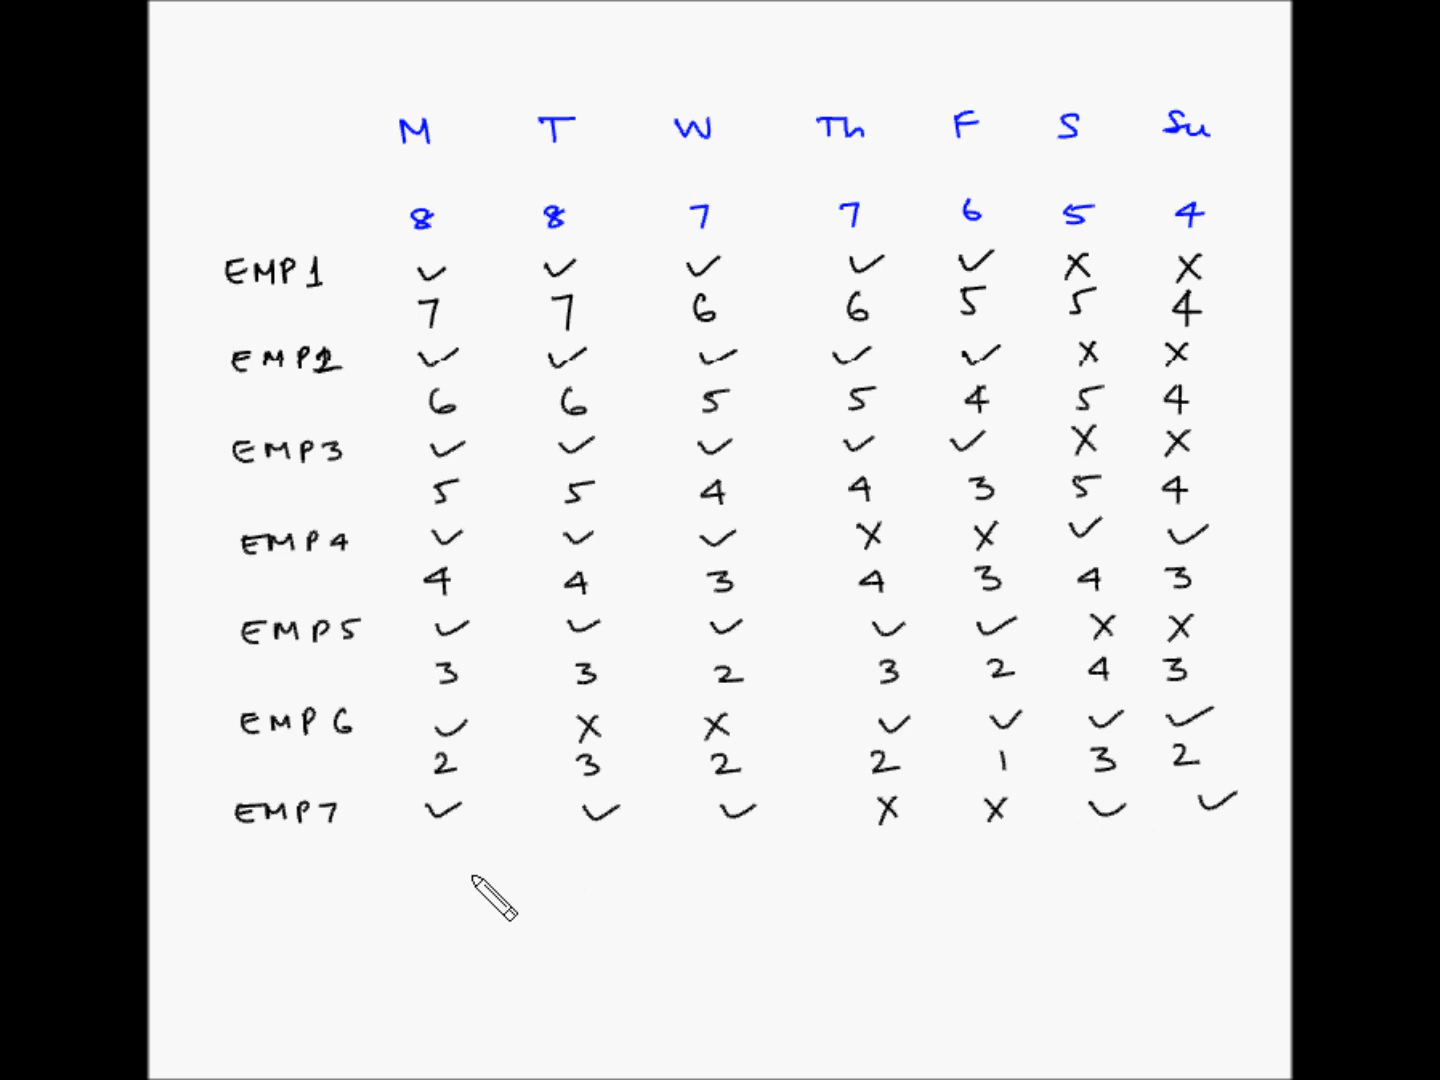 M T W Th F S Su
8 8 7 7 6 5 4
EMP1 ✓ ✓ ✓ ✓ ✓ X X
7 7 6 6 5 5 4
EMP2 ✓ ✓ ✓ ✓ ✓ X X
6 6 5 5 4 5 4
EMP3 ✓ ✓ ✓ ✓ ✓ X X
5 5 4 4 3 5 4
EMP4 ✓ ✓ ✓ X X ✓ ✓
4 4 3 4 3 4 3
EMP5 ✓ ✓ ✓ ✓ ✓ X X
3 3 2 3 2 4 3
EMP6 ✓ X X ✓ ✓ ✓ ✓
2 3 2 2 1 3 2
EMP7 ✓ ✓ ✓ X X ✓ ✓